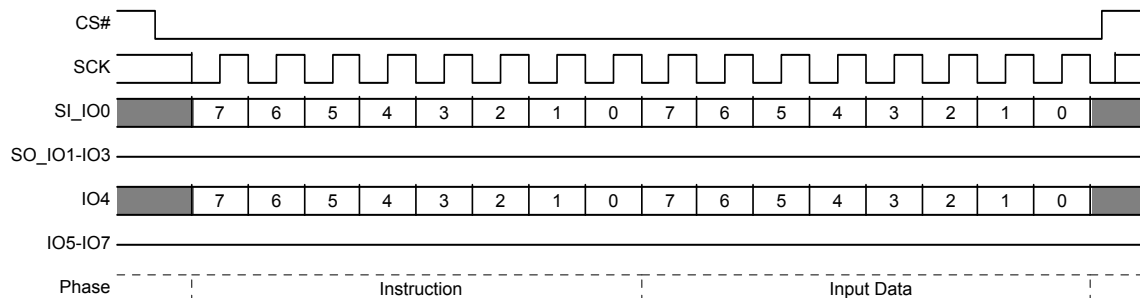 CS#
SCK
SI_IO0 7 6 5 4 3 2 1 0 7 6 5 4 3 2 1 0
SO_IO1-IO3
IO4 7 6 5 4 3 2 1 0 7 6 5 4 3 2 1 0
IO5-IO7
Phase Instruction Input Data